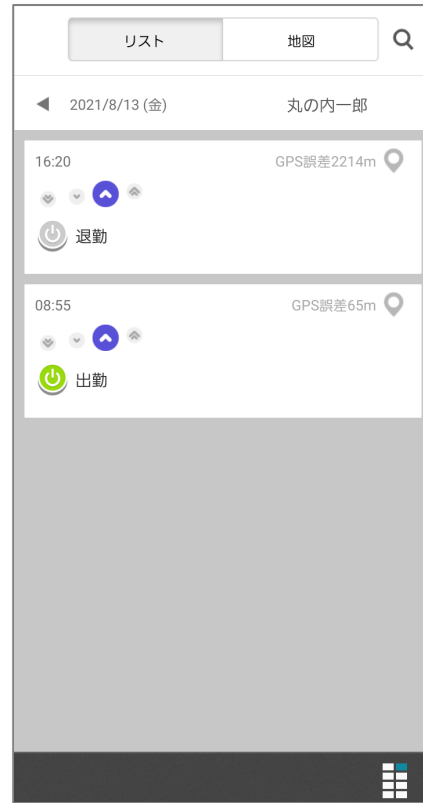 リスト 地図
2021/8/13 (金) 丸の内一郎
16:20 GPS誤差2214m
退勤
08:55 GPS誤差65m
出勤